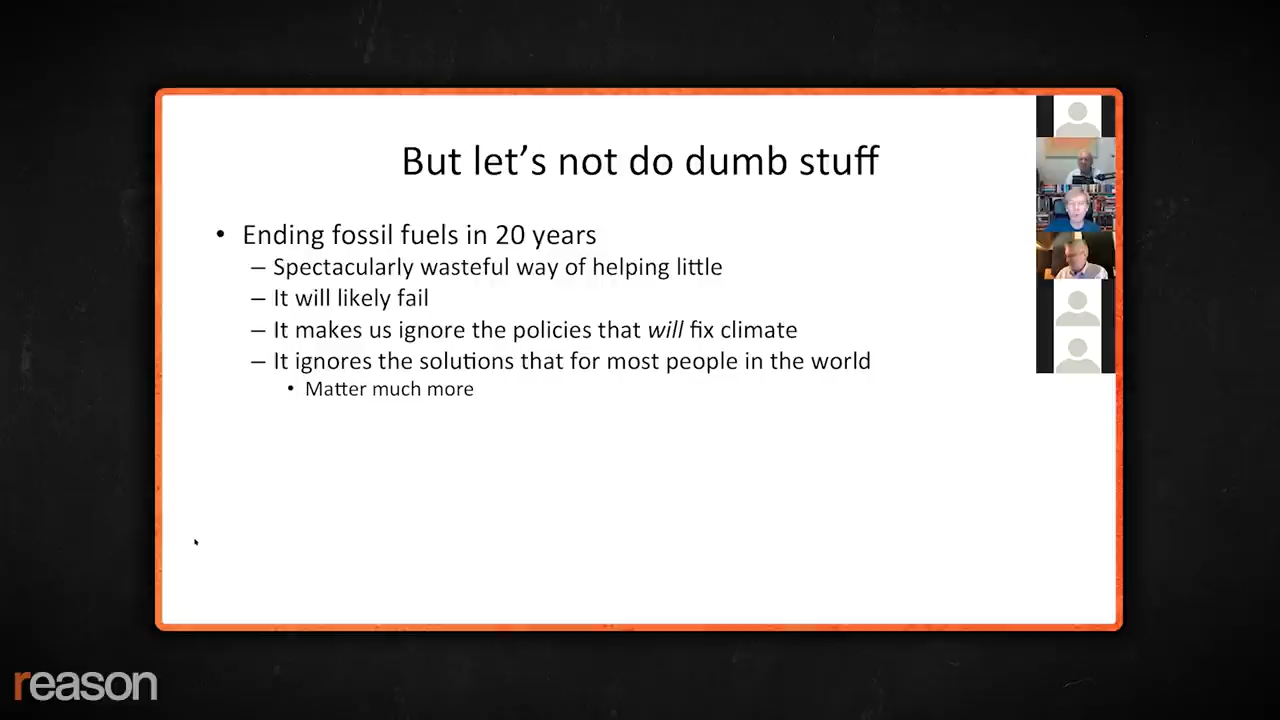 But let’s not do dumb stuff
• Ending fossil fuels in 20 years
– Spectacularly wasteful way of helping little
– It will likely fail
– It makes us ignore the policies that will fix climate
– It ignores the solutions that for most people in the world
• Matter much more
reason